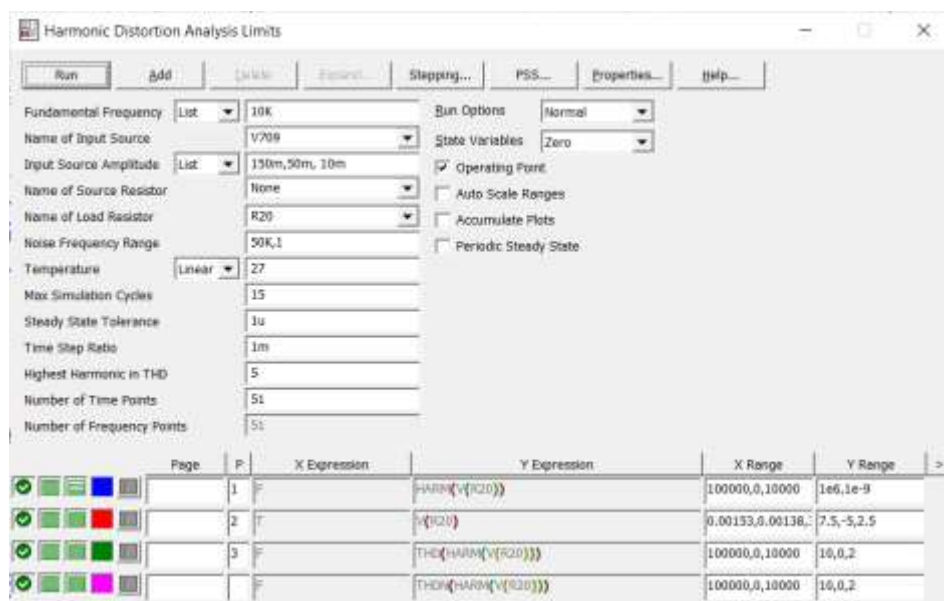 Harmonic Distortion Analysis Limits
Run Add Delete Expand... Stepping... PSS... Properties... Help...
Fundamental Frequency List 10K Run Options Normal
Name of Input Source V709 State Variables Zero
Input Source Amplitude List 150m,50m, 10m Operating Point
Name of Source Resistor None Auto Scale Ranges
Name of Load Resistor R20 Accumulate Plots
Noise Frequency Range 50K,1 Periodic Steady State
Temperature Linear 27
Max Simulation Cycles 15
Steady State Tolerance 1u
Time Step Ratio 1m
Highest Harmonic in THD 5
Number of Time Points 51
Number of Frequency Points 51
Page P X Expression Y Expression X Range Y Range >
1 F HARM(V(R20)) 100000,0,10000 1e6,1e-9
2 T V(R20) 0.00153,0.00138, 7.5,-5,2.5
3 F THD(HARM(V(R20))) 100000,0,10000 10,0,2
F THDN(HARM(V(R20))) 100000,0,10000 10,0,2